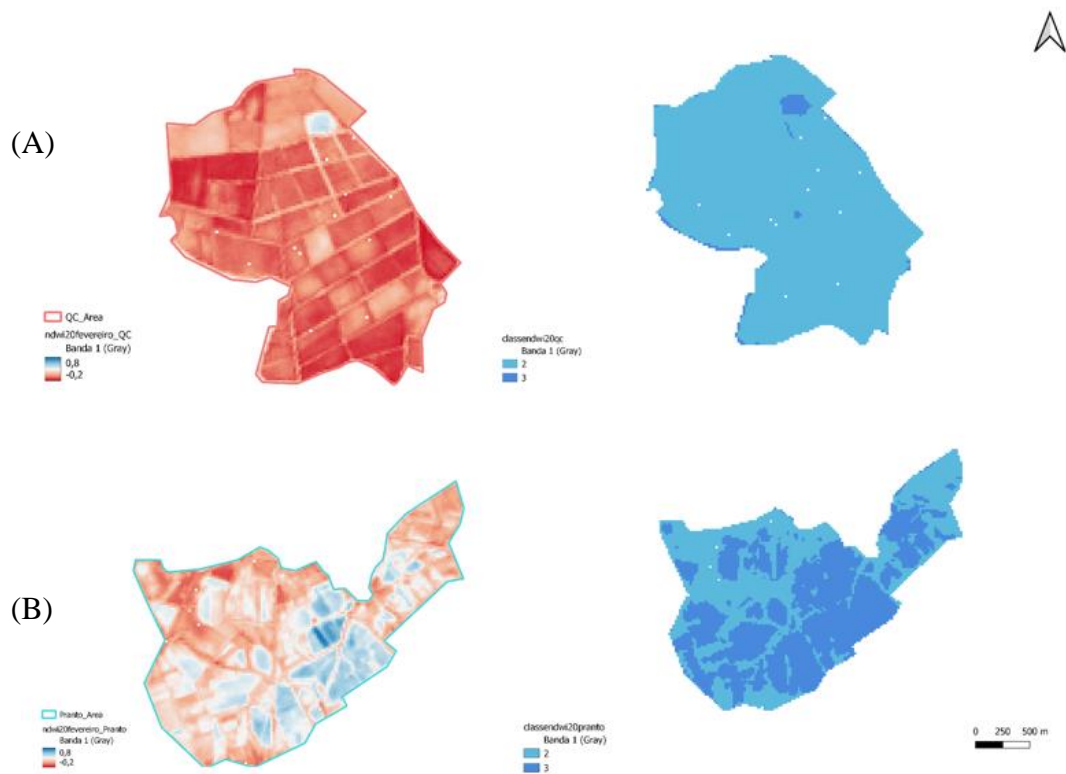 (A)
QC_Area
ndwi20fevereiro_QC
Banda 1 (Gray)
0,8
-0,2
classendwi20qc
Banda 1 (Gray)
2
3
(B)
Pranto_Area
ndwi20fevereiro_Pranto
Banda 1 (Gray)
0,8
-0,2
classendwi20pranto
Banda 1 (Gray)
2
3
0 250 500 m